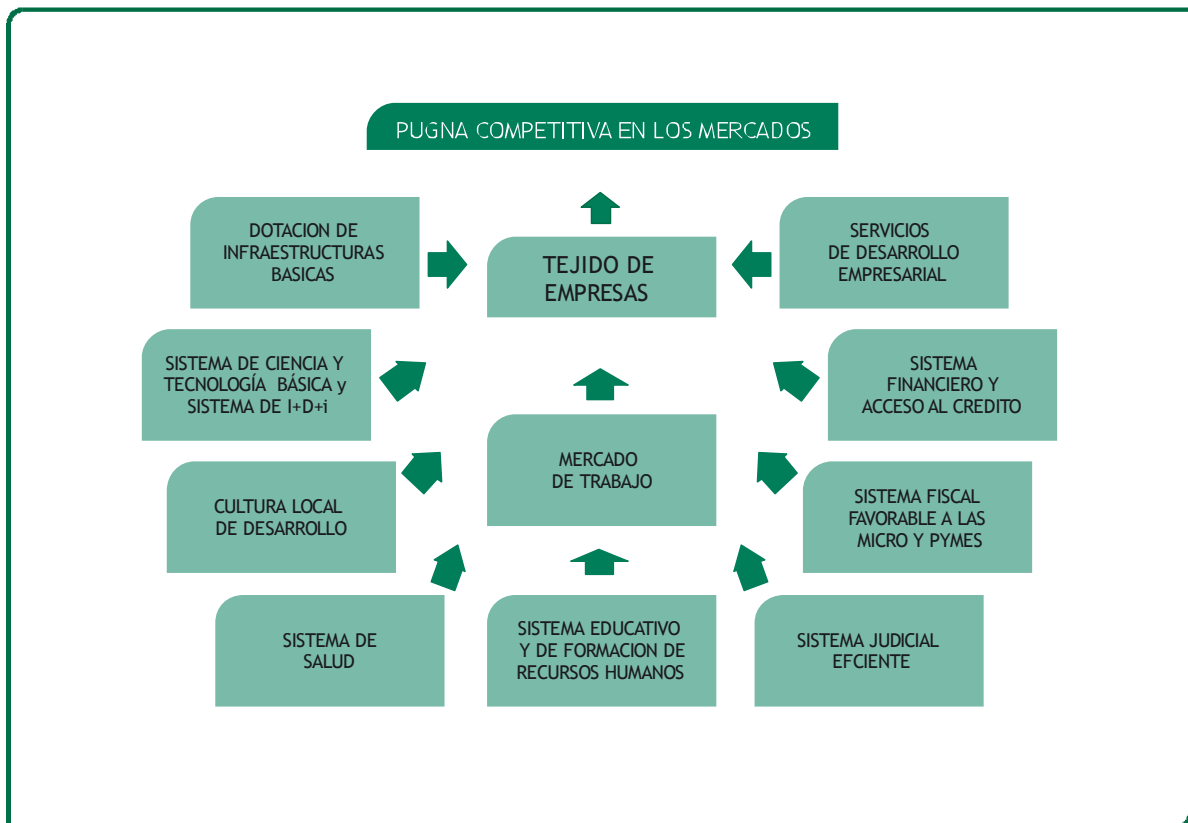 PUGNA COMPETITIVA EN LOS MERCADOS
DOTACION DE
INFRAESTRUCTURAS
BASICAS
TEJIDO DE
EMPRESAS
SERVICIOS
DE DESARROLLO
EMPRESARIAL
SISTEMA DE CIENCIA Y
TECNOLOGÍA BÁSICA y
SISTEMA DE I+D+i
SISTEMA
FINANCIERO Y
ACCESO AL CREDITO
MERCADO
DE TRABAJO
CULTURA LOCAL
DE DESARROLLO
SISTEMA FISCAL
FAVORABLE A LAS
MICRO Y PYMES
SISTEMA DE
SALUD
SISTEMA EDUCATIVO
Y DE FORMACION DE
RECURSOS HUMANOS
SISTEMA JUDICIAL
EFCIENTE